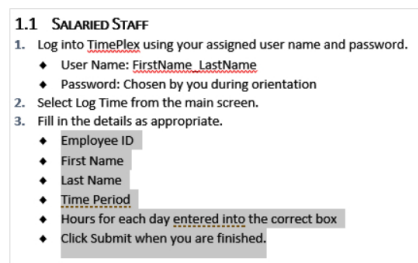 1.1 SALARIED STAFF
1. Log into TimePlex using your assigned user name and password.
◆ User Name: FirstName_LastName
◆ Password: Chosen by you during orientation
2. Select Log Time from the main screen.
3. Fill in the details as appropriate.
◆ Employee ID
◆ First Name
◆ Last Name
◆ Time Period
◆ Hours for each day entered into the correct box
◆ Click Submit when you are finished.